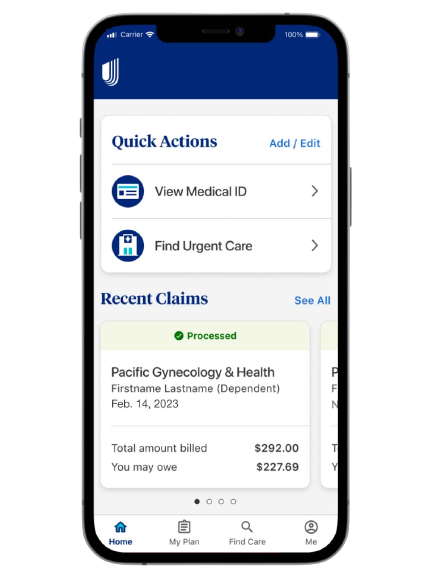 Carrier 100%
Quick Actions Add / Edit
View Medical ID
Find Urgent Care
Recent Claims See All
Processed
Pacific Gynecology & Health
Firstname Lastname (Dependent)
Feb. 14, 2023
Total amount billed $292.00
You may owe $227.69
Home My Plan Find Care Me